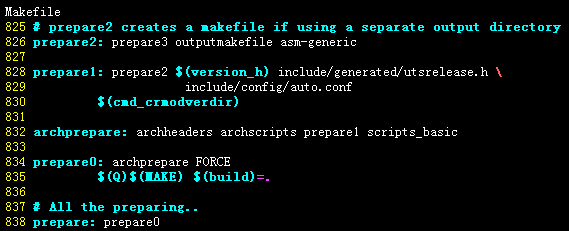 Makefile
825 # prepare2 creates a makefile if using a separate output directory
826 prepare2: prepare3 outputmakefile asm-generic
827
828 prepare1: prepare2 $(version_h) include/generated/utsrelease.h \
829                    include/config/auto.conf
830         $(cmd_crmodverdir)
831
832 archprepare: archheaders archscripts prepare1 scripts_basic
833
834 prepare0: archprepare FORCE
835         $(Q)$(MAKE) $(build)=.
836
837 # All the preparing..
838 prepare: prepare0